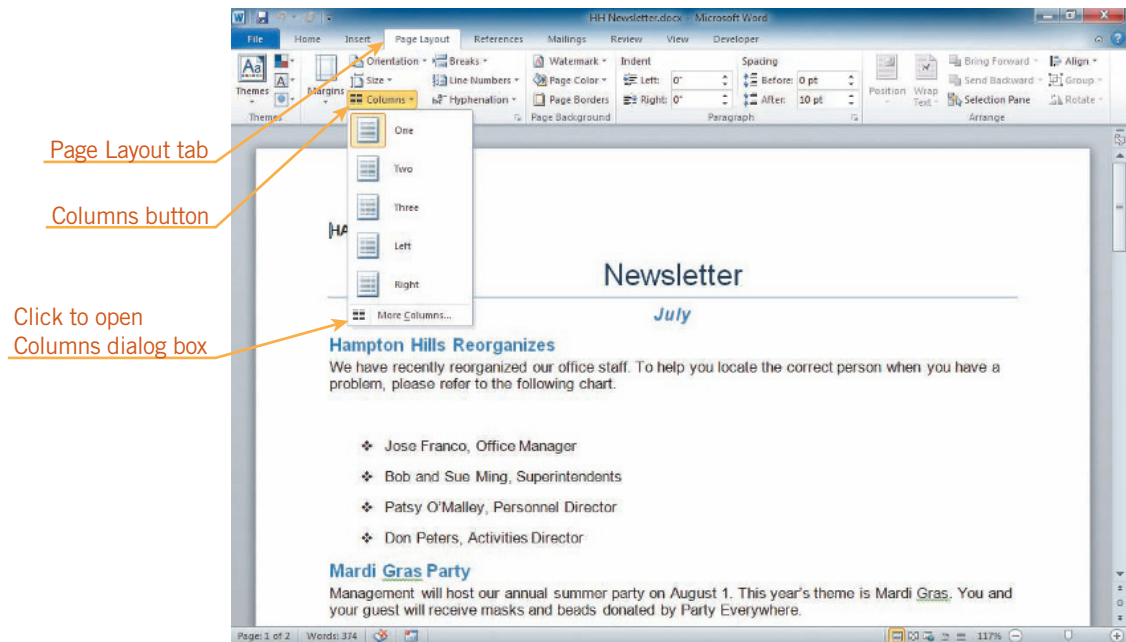 HH Newsletter.docx - Microsoft Word
File Home Insert Page Layout References Mailings Review View Developer
Orientation Breaks Watermark Indent Spacing Bring Forward Align
Themes Margins Size Line Numbers Page Color Left: 0" Before: 0 pt Position Wrap Text Send Backward Group
Columns Hyphenation Page Borders Right: 0" After: 10 pt Selection Pane Rotate
Themes Page Background Paragraph Arrange
One
Two
Three
Left
Right
More Columns...
Page Layout tab
Columns button
Click to open
Columns dialog box
HA
Newsletter
July
Hampton Hills Reorganizes
We have recently reorganized our office staff. To help you locate the correct person when you have a
problem, please refer to the following chart.
❖ Jose Franco, Office Manager
❖ Bob and Sue Ming, Superintendents
❖ Patsy O'Malley, Personnel Director
❖ Don Peters, Activities Director
Mardi Gras Party
Management will host our annual summer party on August 1. This year's theme is Mardi Gras. You and
your guest will receive masks and beads donated by Party Everywhere.
Page: 1 of 2 Words: 374 117%